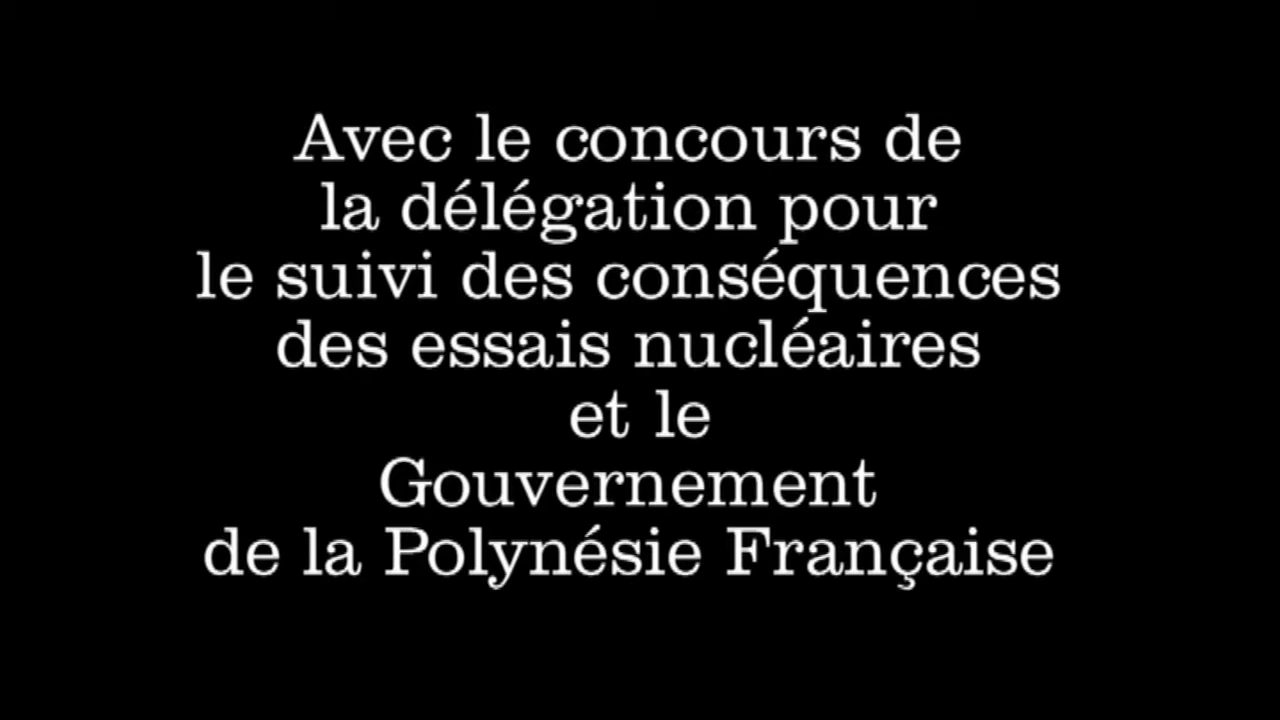 Avec le concours de
la délégation pour
le suivi des conséquences
des essais nucléaires
et le
Gouvernement
de la Polynésie Française